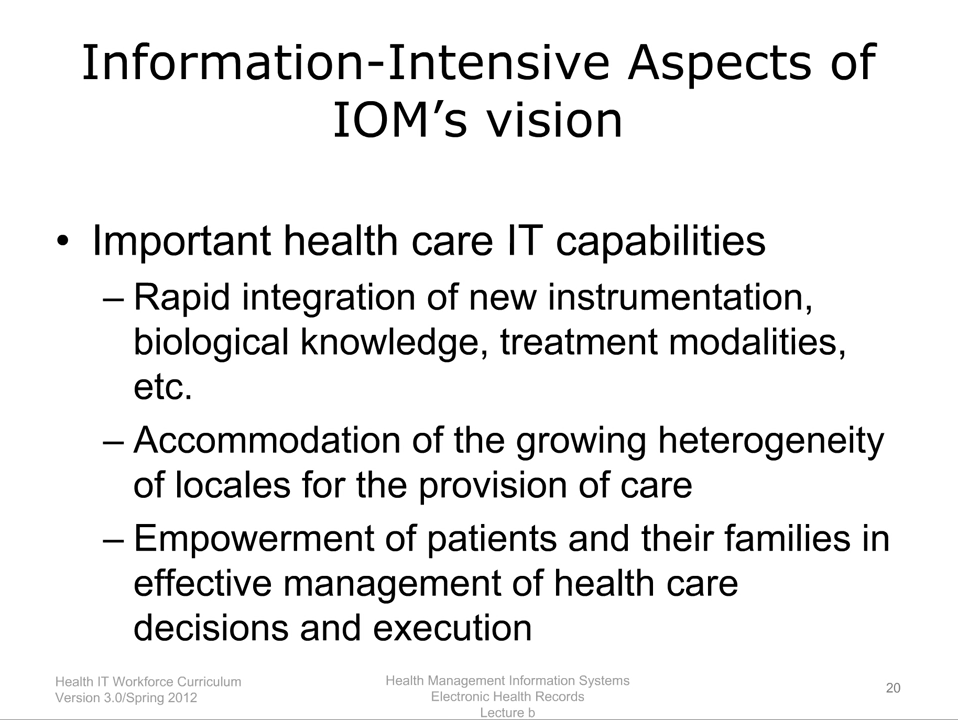 Information-Intensive Aspects of
IOM’s vision
• Important health care IT capabilities
– Rapid integration of new instrumentation,
biological knowledge, treatment modalities,
etc.
– Accommodation of the growing heterogeneity
of locales for the provision of care
– Empowerment of patients and their families in
effective management of health care
decisions and execution
Health IT Workforce Curriculum
Version 3.0/Spring 2012
Health Management Information Systems
Electronic Health Records
Lecture b
20